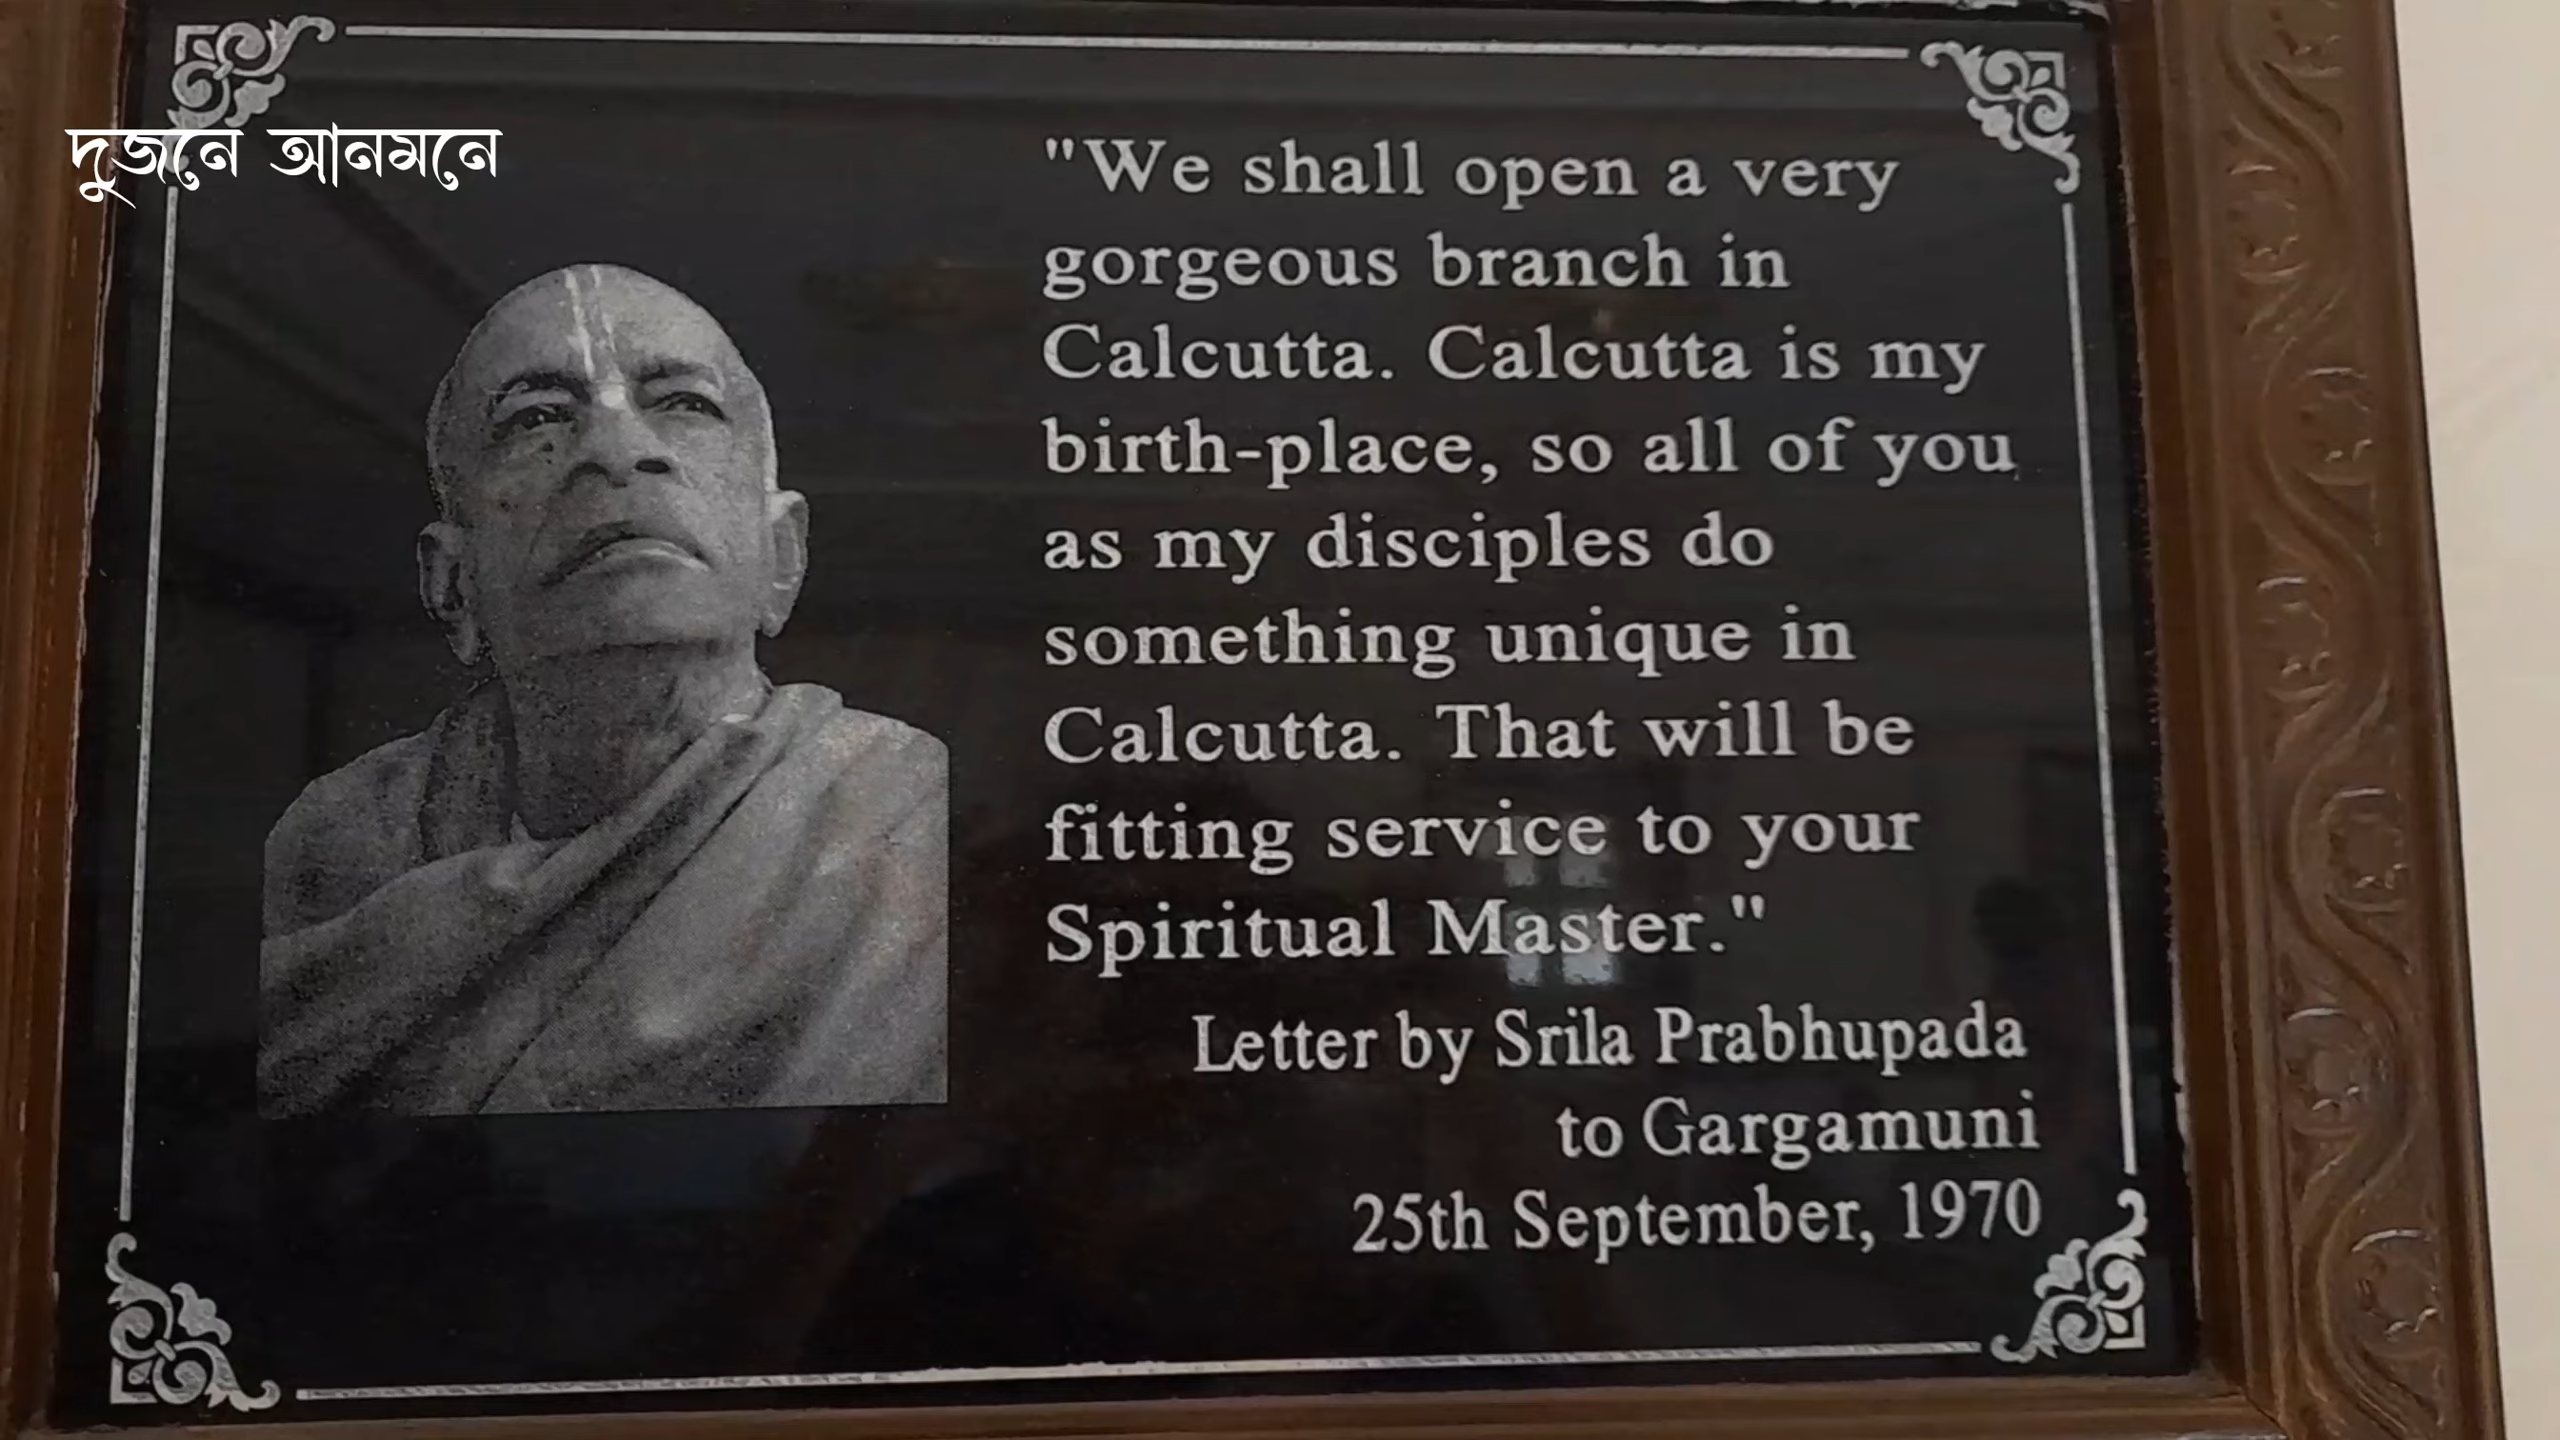 দুজনে আনমনে
"We shall open a very
gorgeous branch in
Calcutta. Calcutta is my
birth-place, so all of you
as my disciples do
something unique in
Calcutta. That will be
fitting service to your
Spiritual Master."
Letter by Srila Prabhupada
to Gargamuni
25th September, 1970